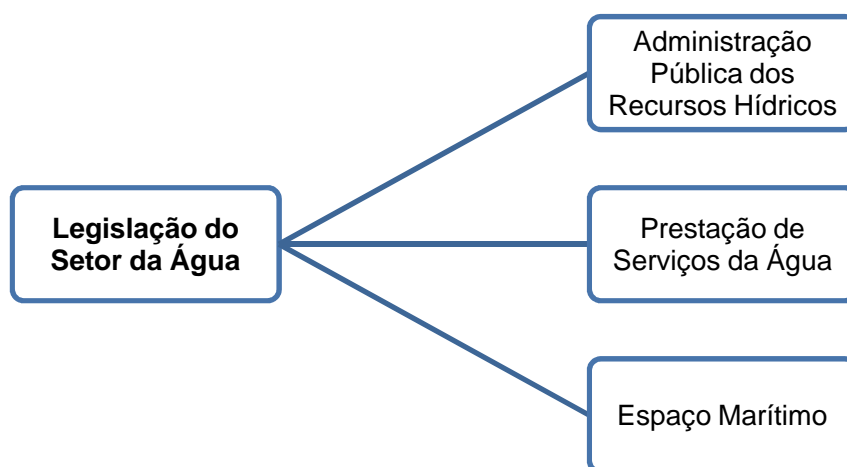 Legislação do
Setor da Água
Administração
Pública dos
Recursos Hídricos
Prestação de
Serviços da Água
Espaço Marítimo